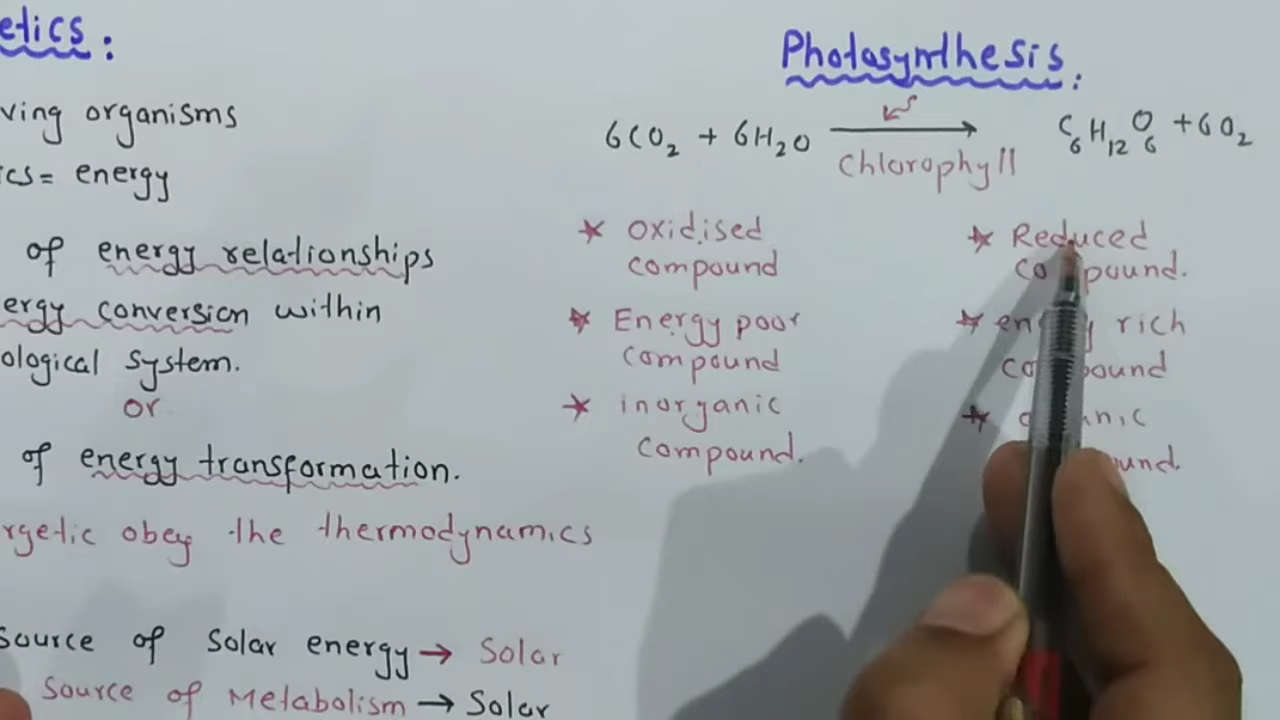 etics :
ving organisms
ics = energy
of energy relationships
ergy conversion within
ological system.
or
of energy transformation.
rgetic obey the thermodynamics
Source of Solar energy → Solar
Source of Metabolism → Solar
Photosynthesis :
6CO₂ + 6H₂O → C₆H₁₂O₆ + 6O₂
Chlorophyll
★ Oxidised
compound
★ Energy poor
compound
★ inorganic
compound.
★ Reduced
compound.
★ rich
★